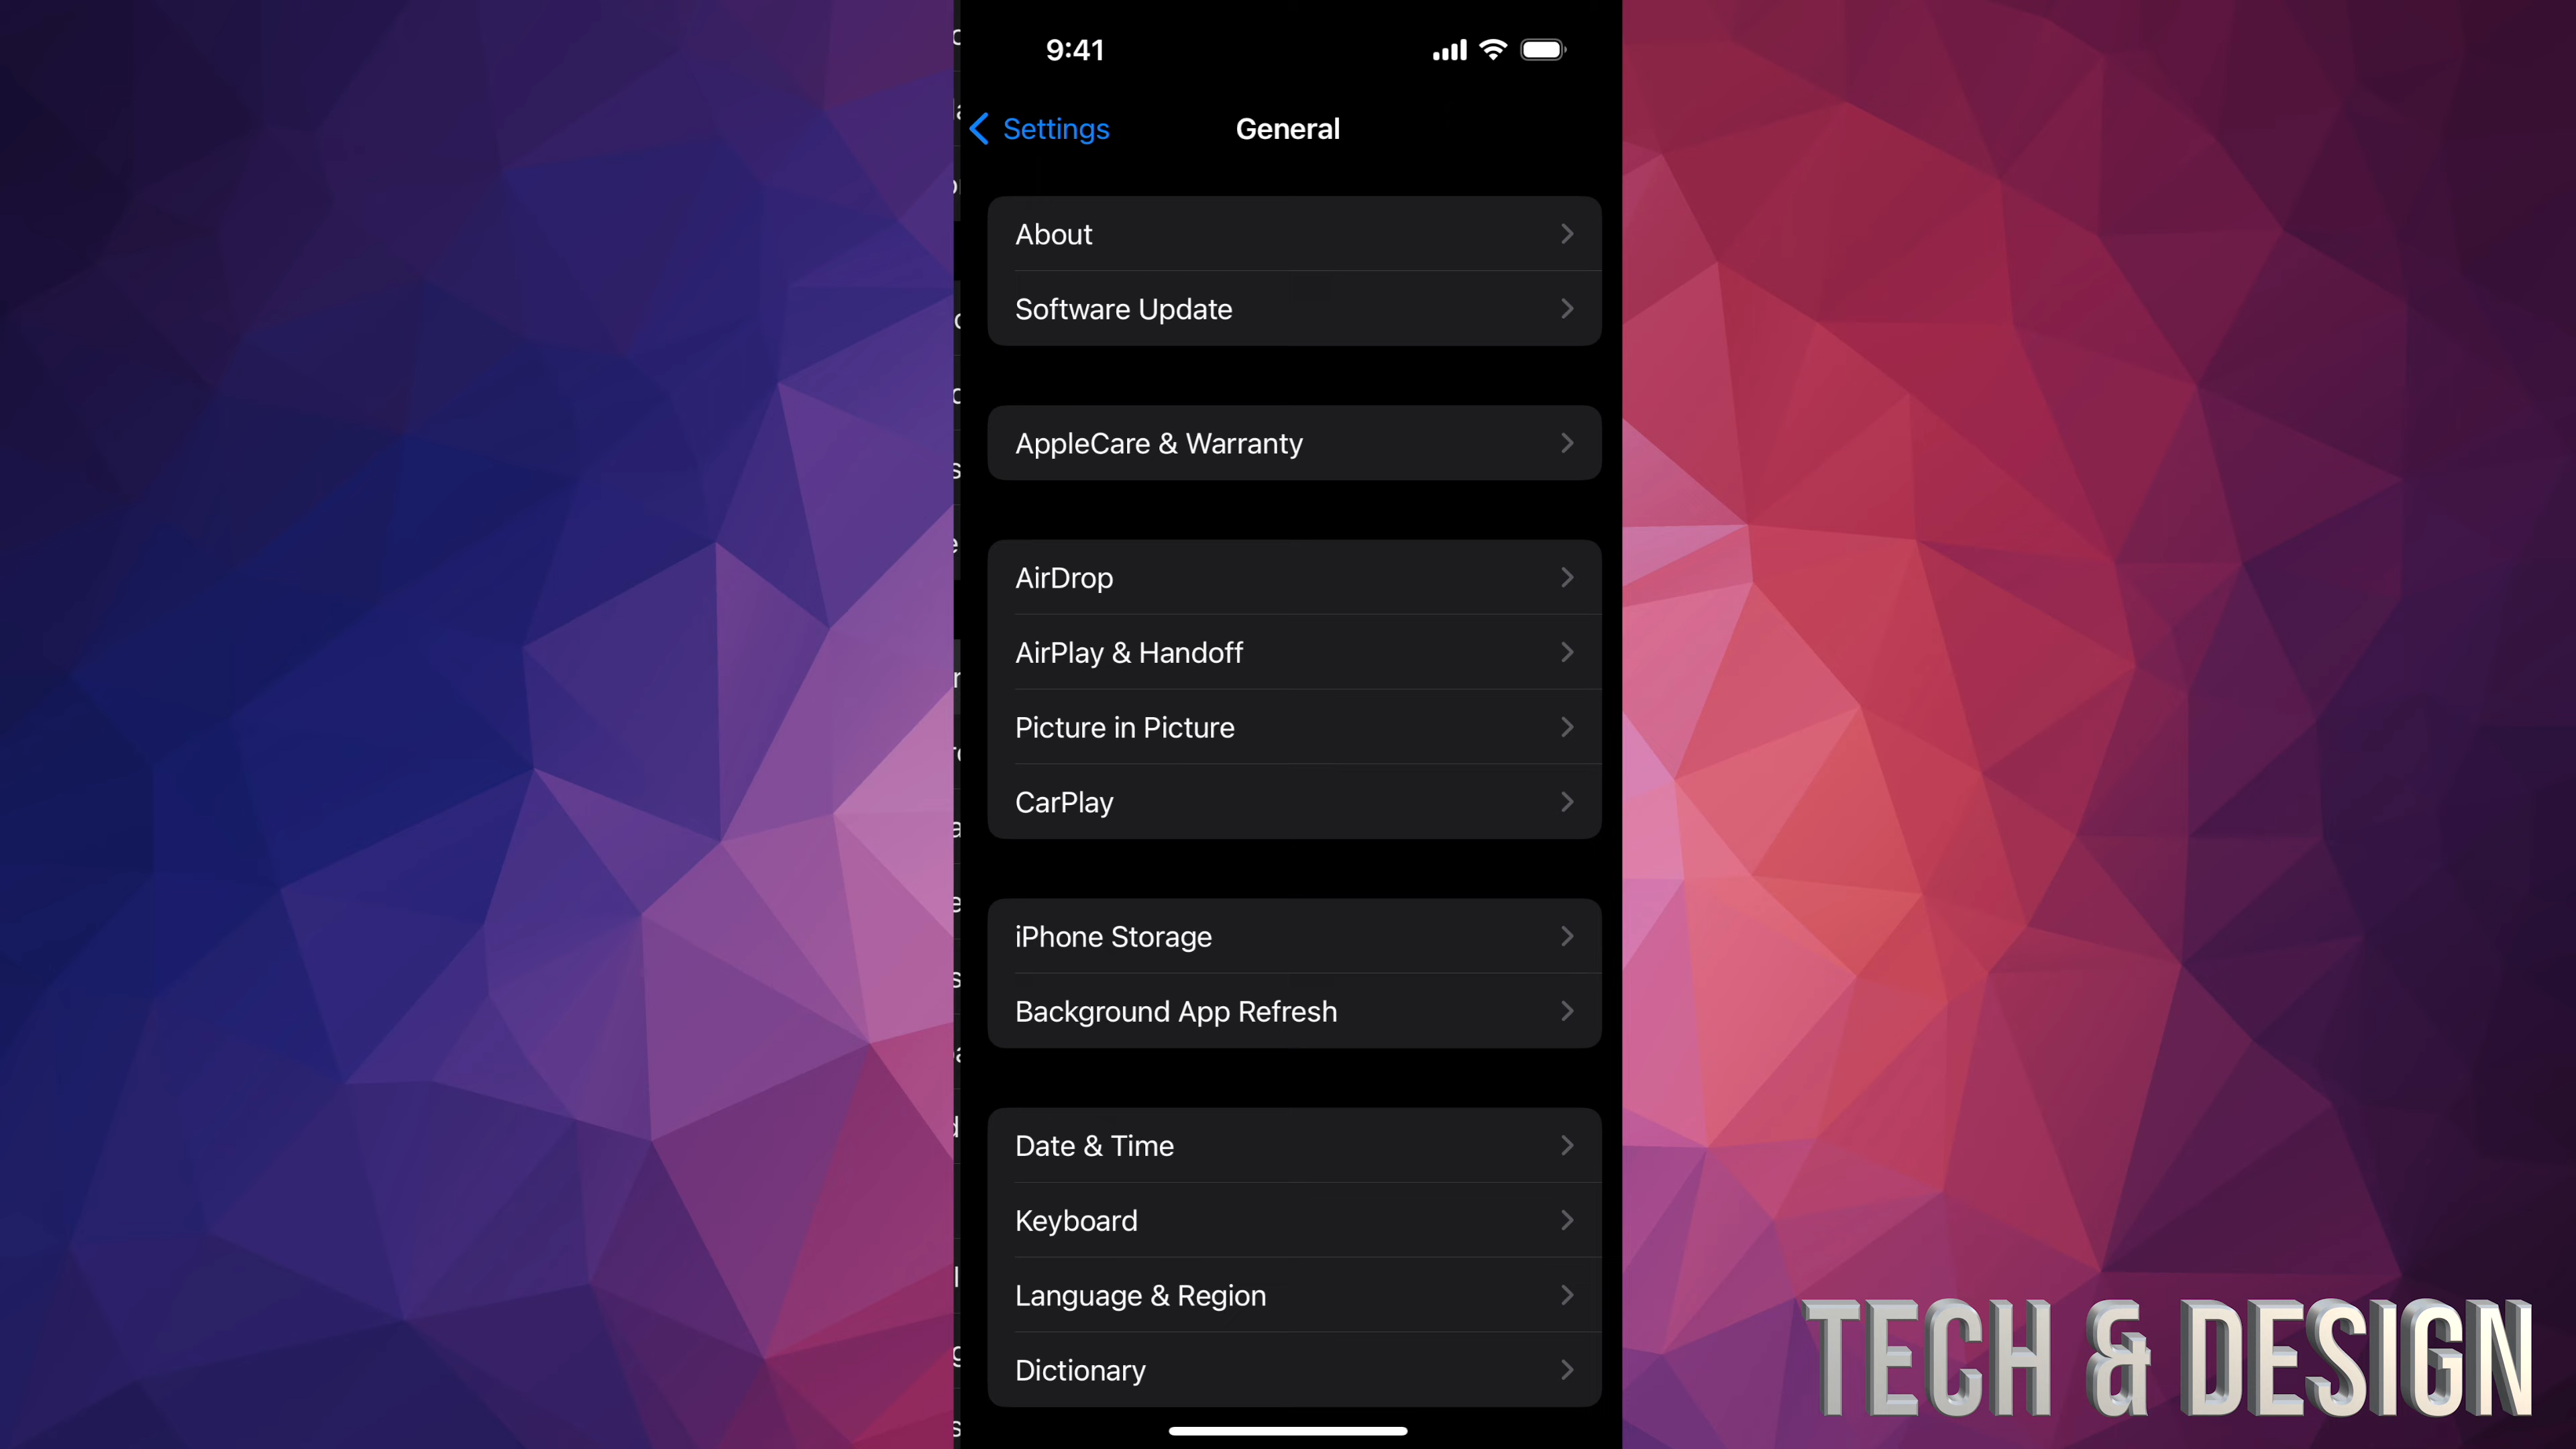 9:41
Settings
General
About
Software Update
AppleCare & Warranty
AirDrop
AirPlay & Handoff
Picture in Picture
CarPlay
iPhone Storage
Background App Refresh
Date & Time
Keyboard
Language & Region
Dictionary
TECH & DESIGN